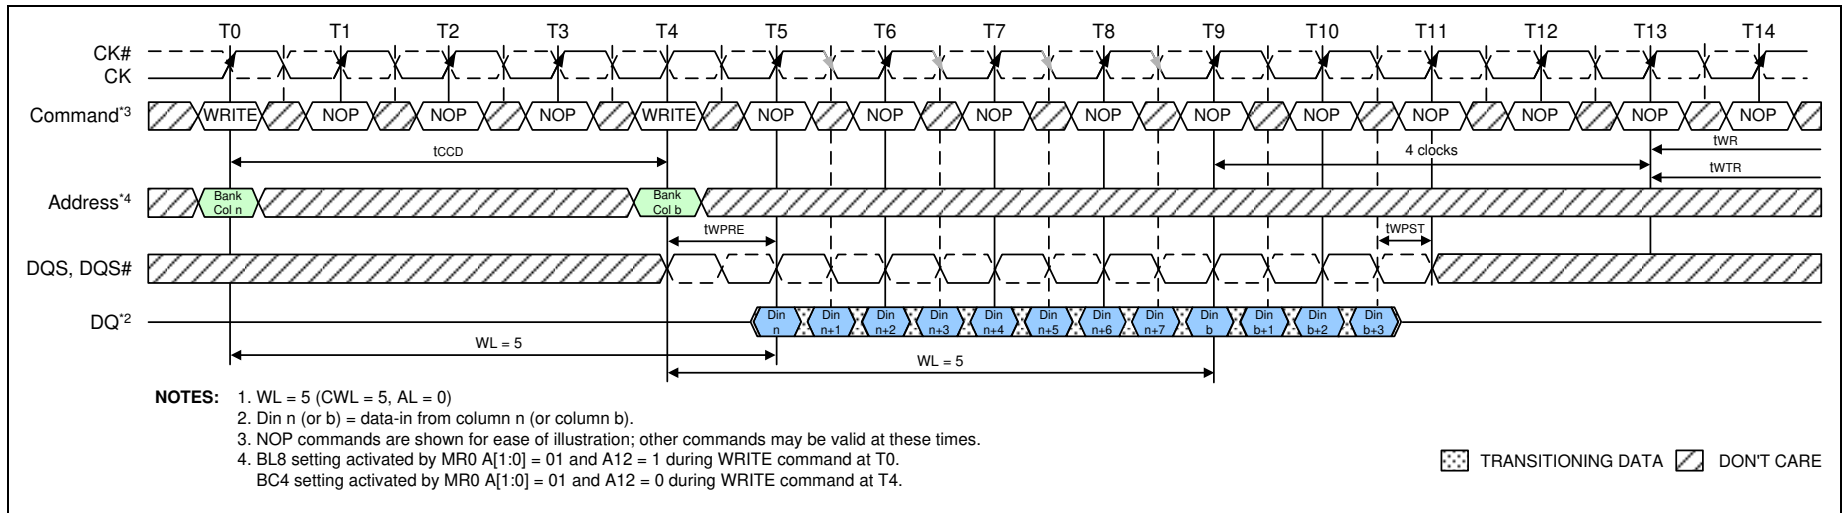 T0 T1 T2 T3 T4 T5 T6 T7 T8 T9 T10 T11 T12 T13 T14
CK#
CK
Command*3 WRITE NOP NOP NOP WRITE NOP NOP NOP NOP NOP NOP NOP NOP NOP NOP
tCCD 4 clocks tWR
tWTR
Address*4 Bank Col n Bank Col b
tWPRE tWPST
DQS, DQS#
DQ*2 Din n Din n+1 Din n+2 Din n+3 Din n+4 Din n+5 Din n+6 Din n+7 Din b Din b+1 Din b+2 Din b+3
WL = 5
WL = 5
NOTES: 1. WL = 5 (CWL = 5, AL = 0)
2. Din n (or b) = data-in from column n (or column b).
3. NOP commands are shown for ease of illustration; other commands may be valid at these times.
4. BL8 setting activated by MR0 A[1:0] = 01 and A12 = 1 during WRITE command at T0.
BC4 setting activated by MR0 A[1:0] = 01 and A12 = 0 during WRITE command at T4.
TRANSITIONING DATA DON'T CARE